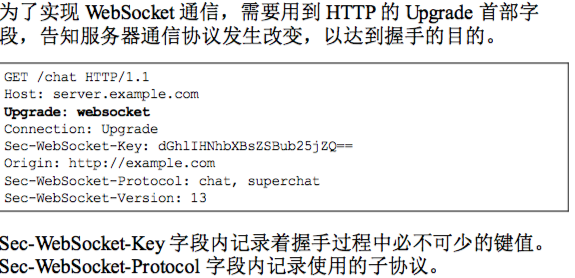 为了实现 WebSocket 通信，需要用到 HTTP 的 Upgrade 首部字
段，告知服务器通信协议发生改变，以达到握手的目的。
GET /chat HTTP/1.1
Host: server.example.com
Upgrade: websocket
Connection: Upgrade
Sec-WebSocket-Key: dGhlIHNhbXBsZSBub25jZQ==
Origin: http://example.com
Sec-WebSocket-Protocol: chat, superchat
Sec-WebSocket-Version: 13
Sec-WebSocket-Key 字段内记录着握手过程中必不可少的键值。
Sec-WebSocket-Protocol 字段内记录使用的子协议。